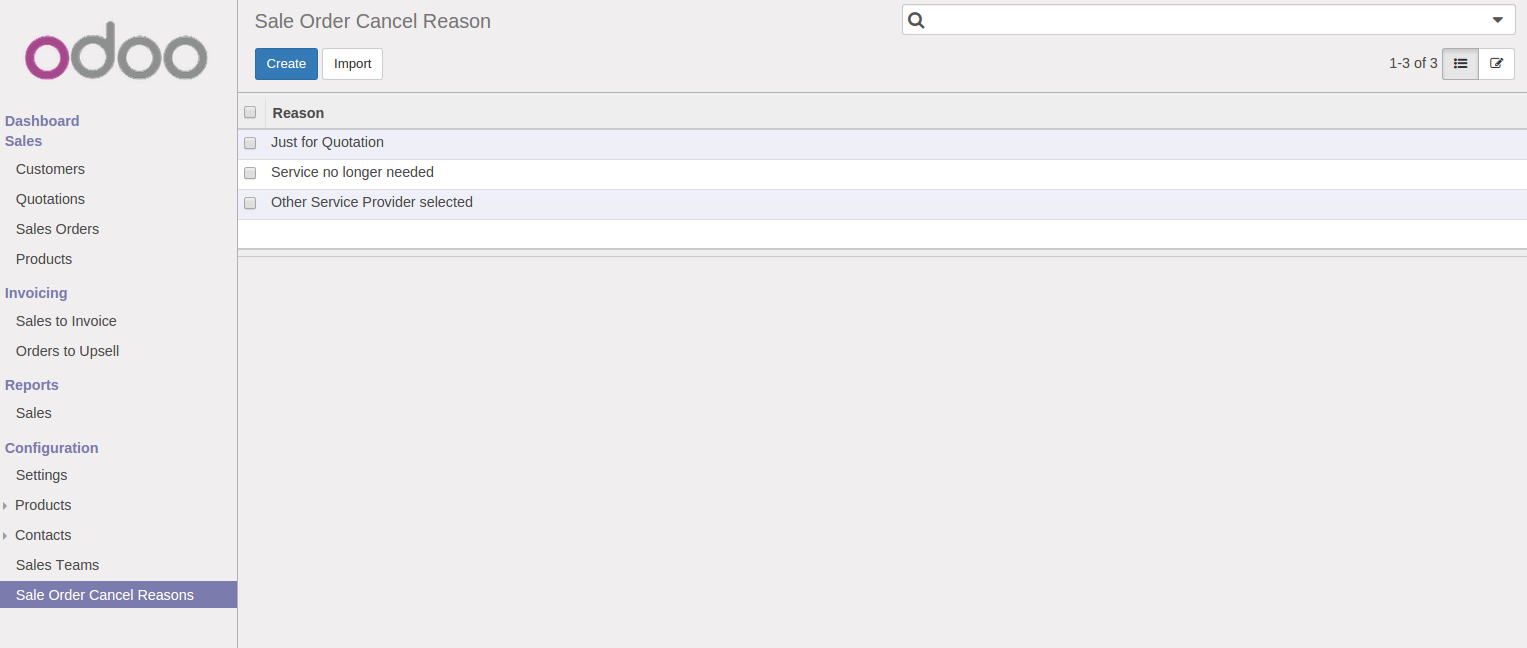 odoo
Dashboard
Sales
Customers
Quotations
Sales Orders
Products
Invoicing
Sales to Invoice
Orders to Upsell
Reports
Sales
Configuration
Settings
Products
Contacts
Sales Teams
Sale Order Cancel Reasons
Sale Order Cancel Reason
Create Import
1-3 of 3
Reason
Just for Quotation
Service no longer needed
Other Service Provider selected